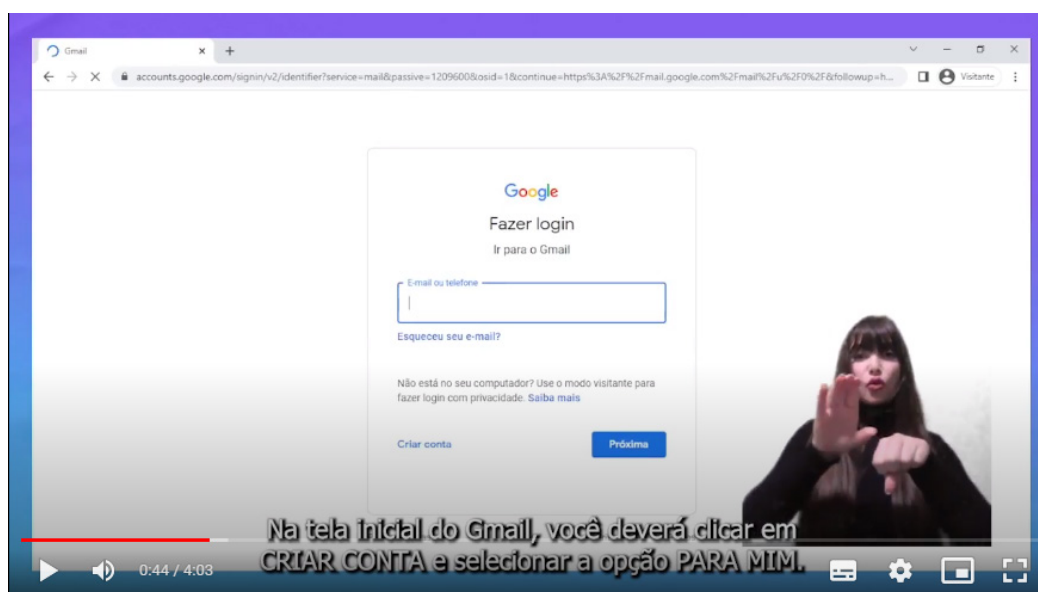 Gmail
accounts.google.com/signin/v2/identifier?service=mail&passive=1209600&osid=1&continue=https%3A%2F%2Fmail.google.com%2Fmail%2Fu%2F0%2F&followup=h...
Visitante
Google
Fazer login
Ir para o Gmail
E-mail ou telefone
Esqueceu seu e-mail?
Não está no seu computador? Use o modo visitante para
fazer login com privacidade. Saiba mais
Criar conta
Próxima
Na tela inicial do Gmail, você deverá clicar em
CRIAR CONTA e selecionar a opção PARA MIM.
0:44 / 4:03